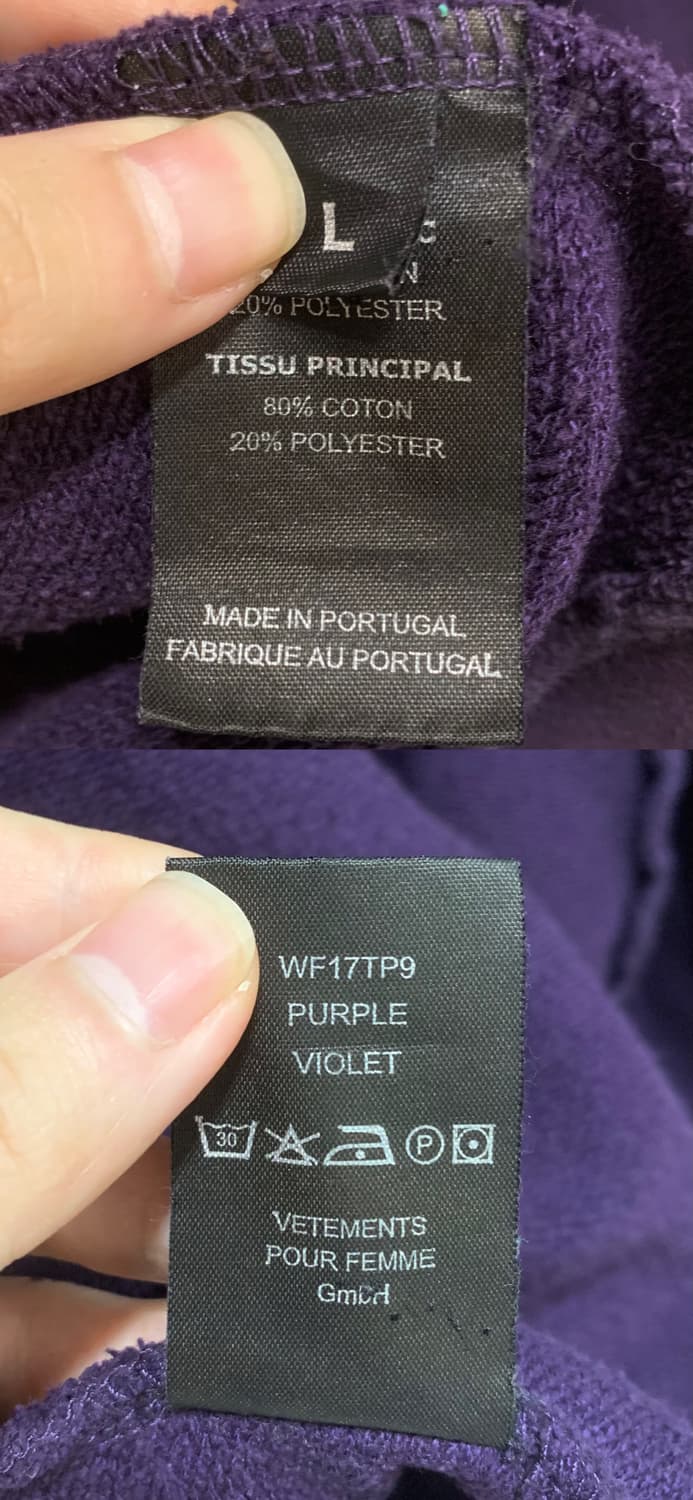 L
C
N
20% POLYESTER
TISSU PRINCIPAL
80% COTON
20% POLYESTER
MADE IN PORTUGAL
FABRIQUE AU PORTUGAL
WF17TP9
PURPLE
VIOLET
30
P
VETEMENTS
POUR FEMME
GmbH